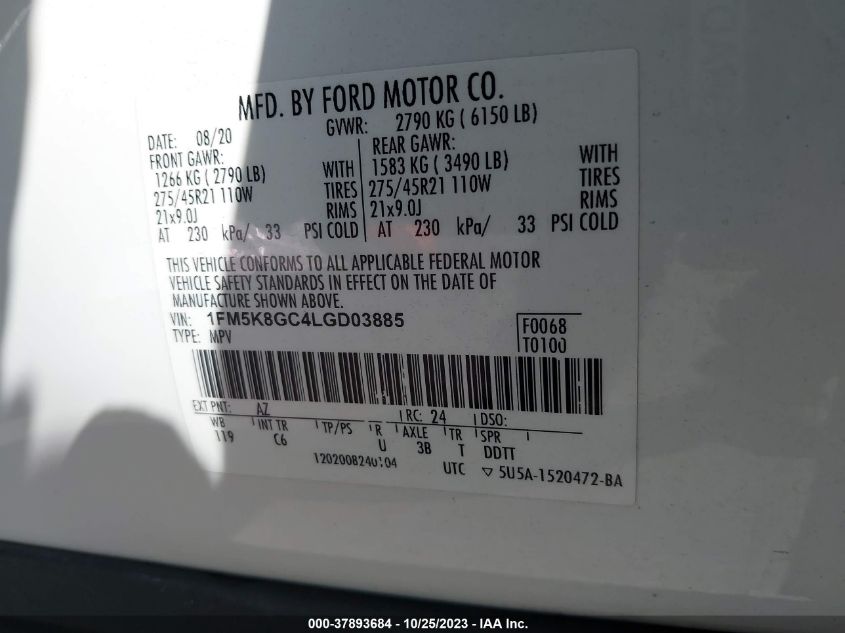 MFD. BY FORD MOTOR CO.
DATE: 08/20 GVWR: 2790 KG ( 6150 LB)
FRONT GAWR: REAR GAWR:
1266 KG ( 2790 LB) WITH 1583 KG ( 3490 LB) WITH
275/45R21 110W TIRES 275/45R21 110W TIRES
21x9.0J RIMS 21x9.0J RIMS
AT 230 kPa/ 33 PSI COLD AT 230 kPa/ 33 PSI COLD
THIS VEHICLE CONFORMS TO ALL APPLICABLE FEDERAL MOTOR
VEHICLE SAFETY STANDARDS IN EFFECT ON THE DATE OF
MANUFACTURE SHOWN ABOVE.
VIN: 1FM5K8GC4LGD03885 F0068
TYPE: MPV T0100
EXT PNT: AZ RC: 24 DSO:
WB INT TR TP/PS R AXLE TR SPR
119 C6 U 3B T DDTT
1202008240104 UTC ▽ 5U5A-1520472-BA
000-37893684 - 10/25/2023 - IAA Inc.